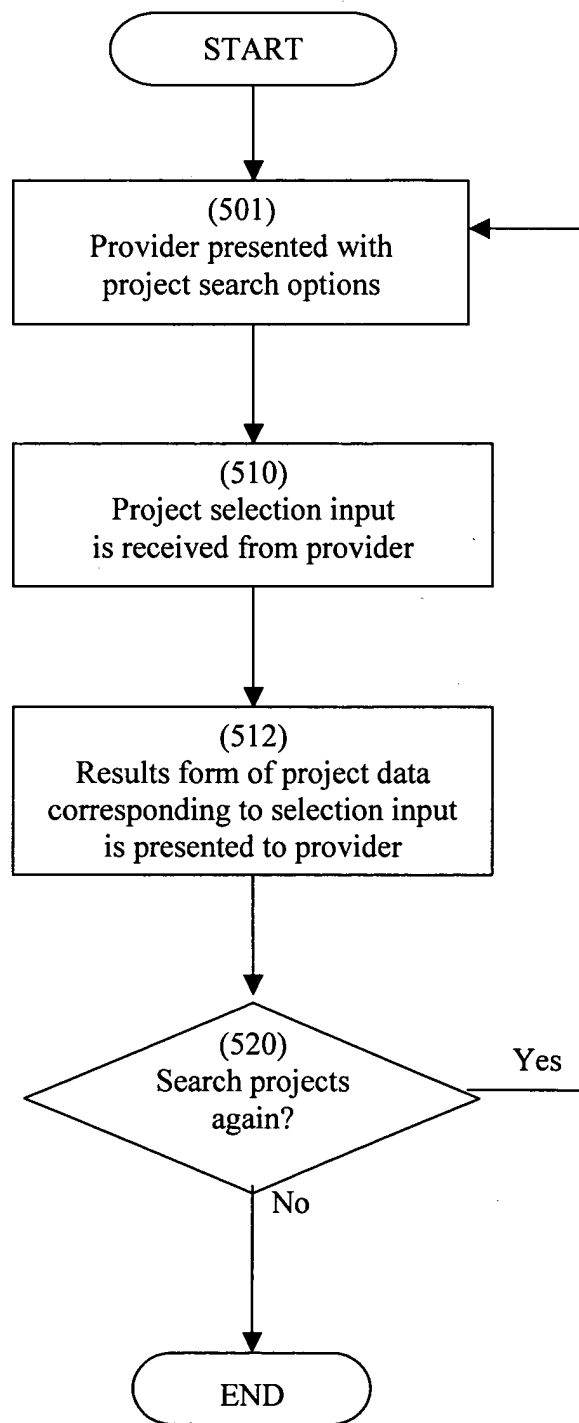 START
(501)
Provider presented with
project search options
(510)
Project selection input
is received from provider
(512)
Results form of project data
corresponding to selection input
is presented to provider
(520)
Search projects
again?
Yes
No
END